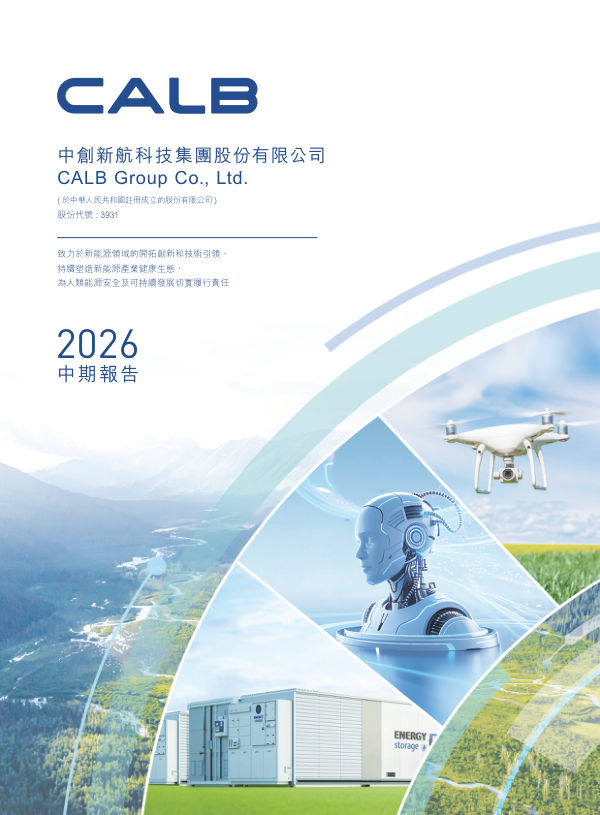 CALB
中創新航科技集團股份有限公司
CALB Group Co., Ltd.
(於中華人民共和國註冊成立的股份有限公司)
股份代號 : 3931
致力於新能源領域的開拓創新和技術引領，
持續塑造新能源產業健康生態，
為人類能源安全及可持續發展切實履行責任
2026
中期報告
ENERGY
storage